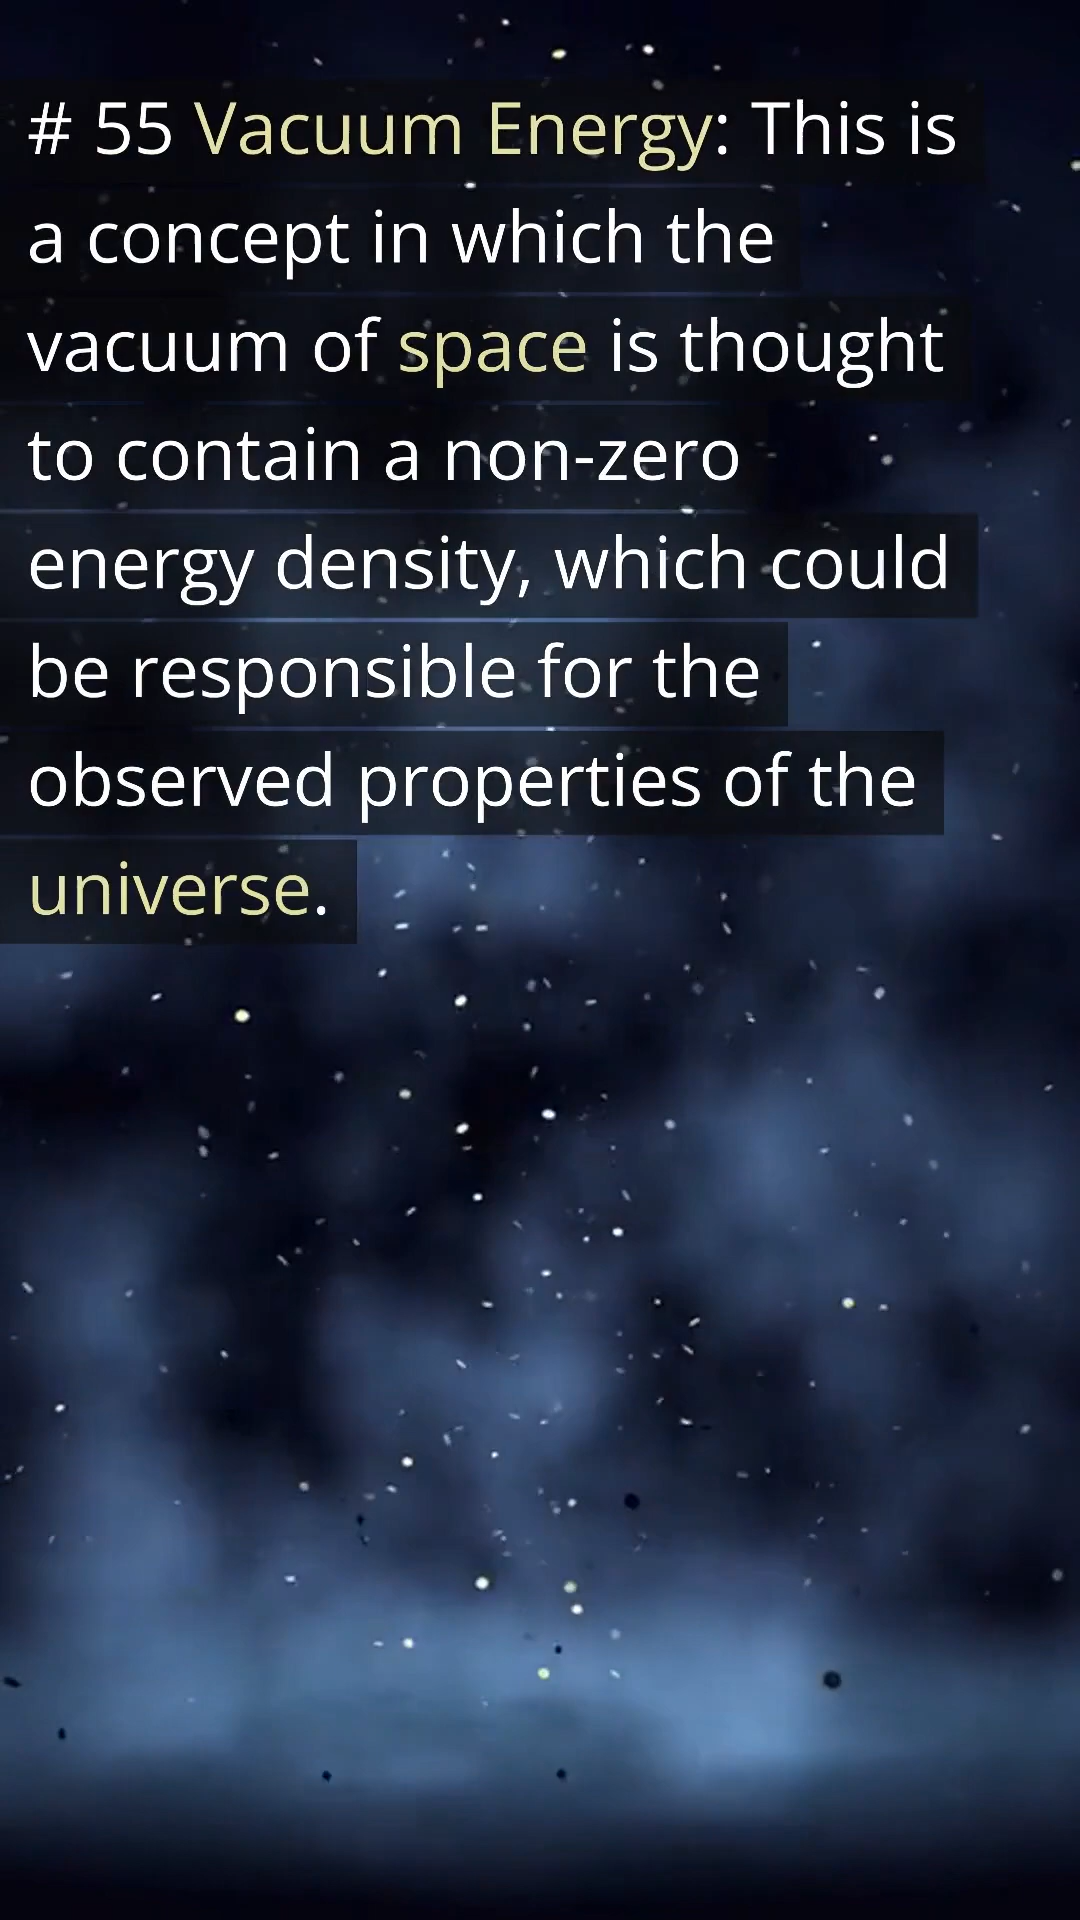 # 55 Vacuum Energy: This is
a concept in which the
vacuum of space is thought
to contain a non-zero
energy density, which could
be responsible for the
observed properties of the
universe.